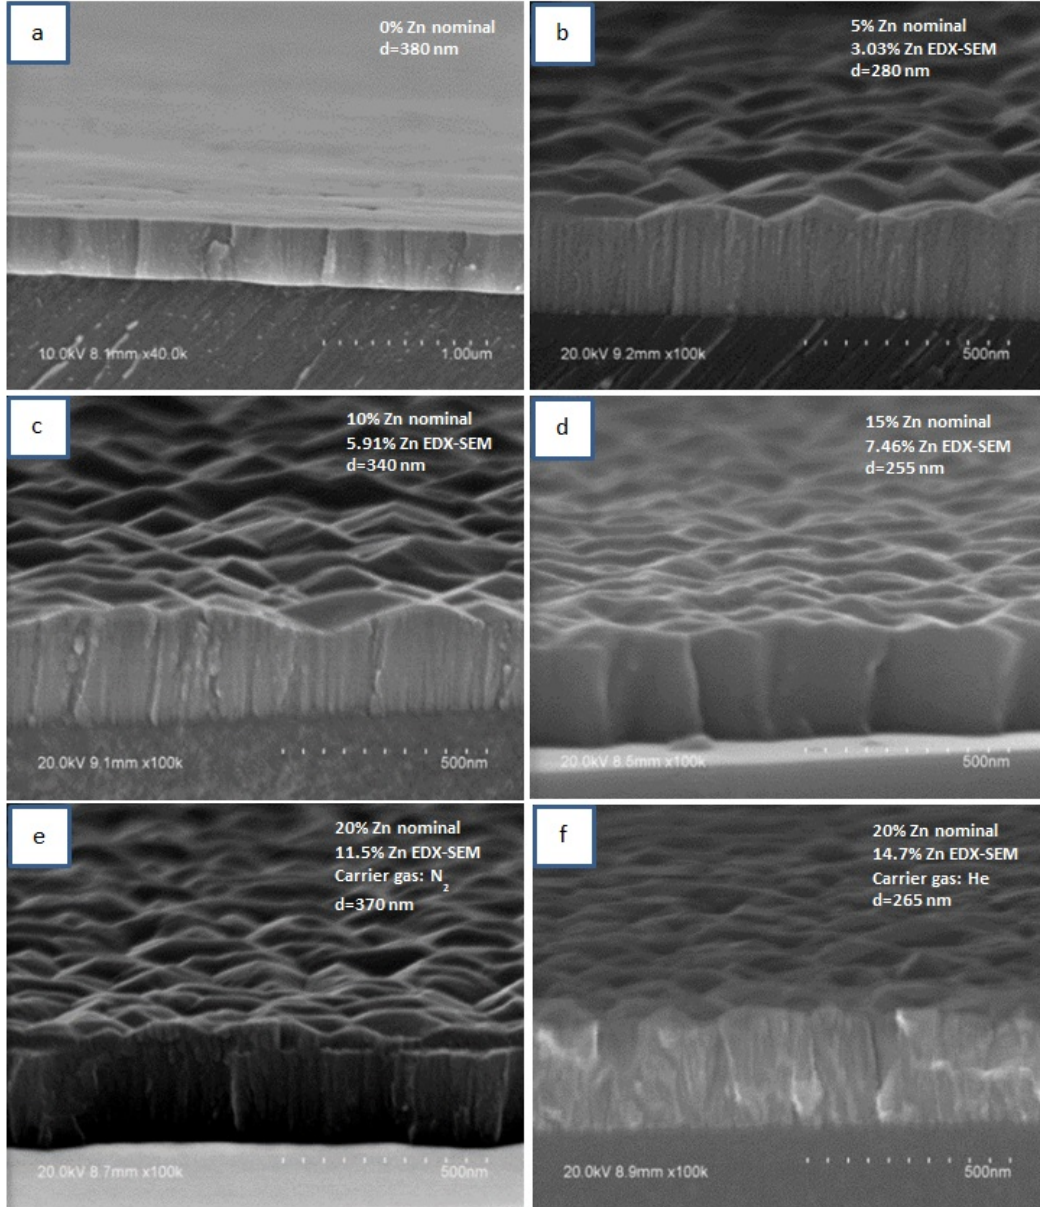 a
0% Zn nominal
d=380 nm
10.0kV 8.1mm x40.0k
1.00um
b
5% Zn nominal
3.03% Zn EDX-SEM
d=280 nm
20.0kV 9.2mm x100k
500nm
c
10% Zn nominal
5.91% Zn EDX-SEM
d=340 nm
20.0kV 9.1mm x100k
500nm
d
15% Zn nominal
7.46% Zn EDX-SEM
d=255 nm
20.0kV 8.5mm x100k
500nm
e
20% Zn nominal
11.5% Zn EDX-SEM
Carrier gas: N₂
d=370 nm
20.0kV 8.7mm x100k
500nm
f
20% Zn nominal
14.7% Zn EDX-SEM
Carrier gas: He
d=265 nm
20.0kV 8.9mm x100k
500nm